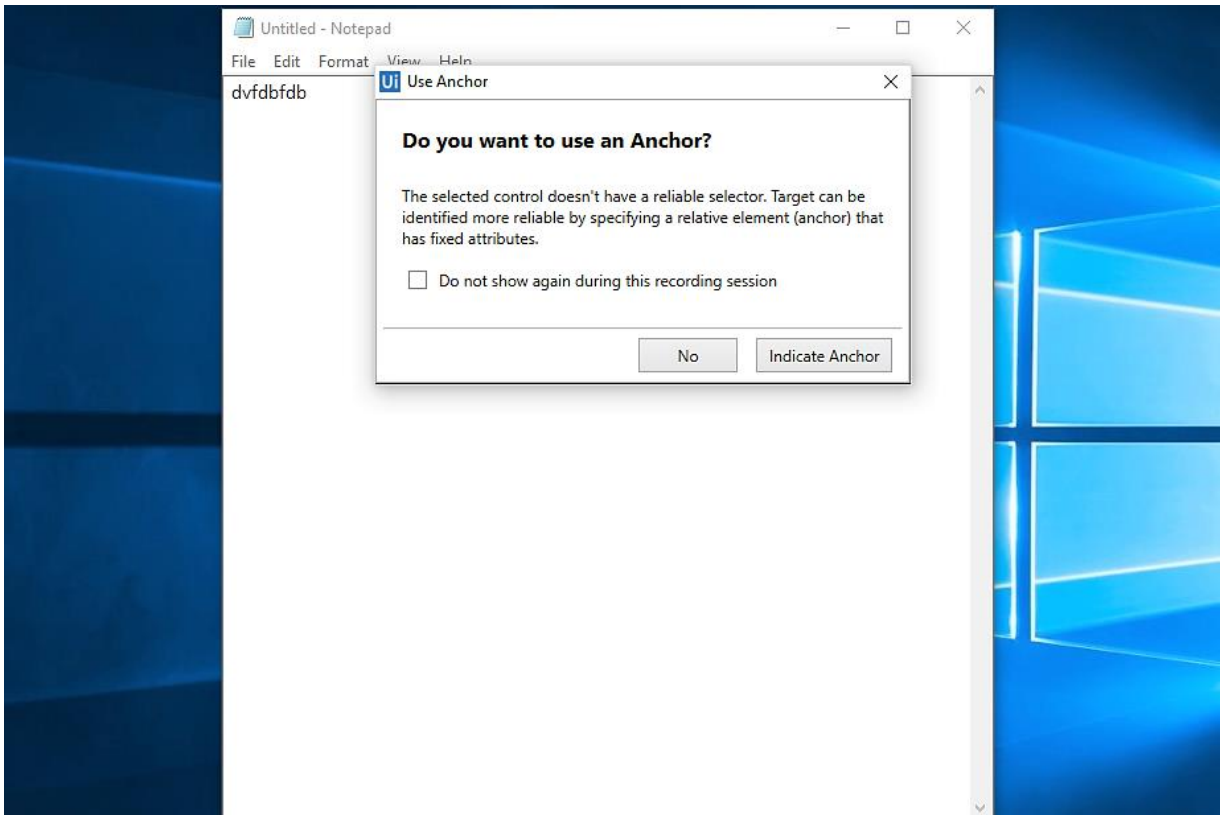 Untitled - Notepad
File Edit Format View Help
dvfdbfdb
Ui Use Anchor
Do you want to use an Anchor?
The selected control doesn't have a reliable selector. Target can be
identified more reliable by specifying a relative element (anchor) that
has fixed attributes.
Do not show again during this recording session
No Indicate Anchor